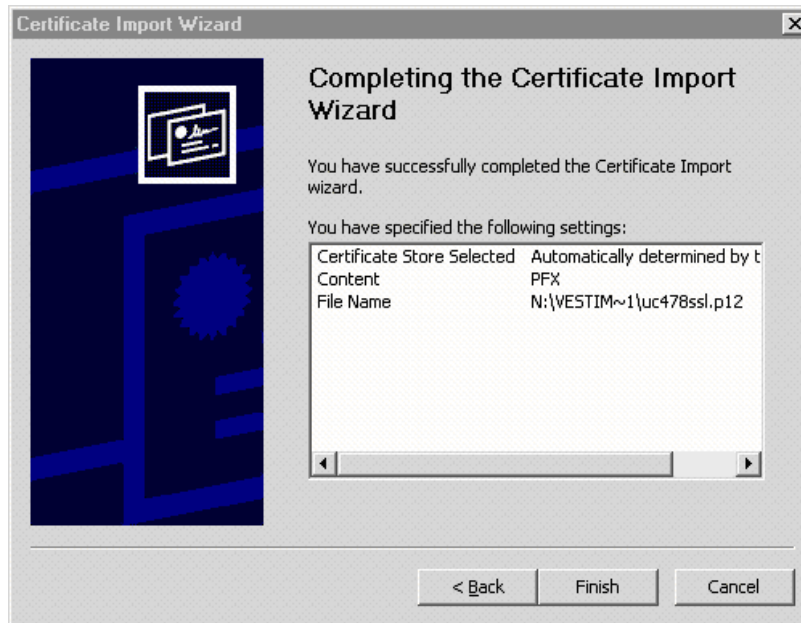 Certificate Import Wizard
Completing the Certificate Import
Wizard
You have successfully completed the Certificate Import
wizard.
You have specified the following settings:
Certificate Store Selected Automatically determined by t
Content PFX
File Name N:\VESTIM~1\uc478ssl.p12
< Back Finish Cancel